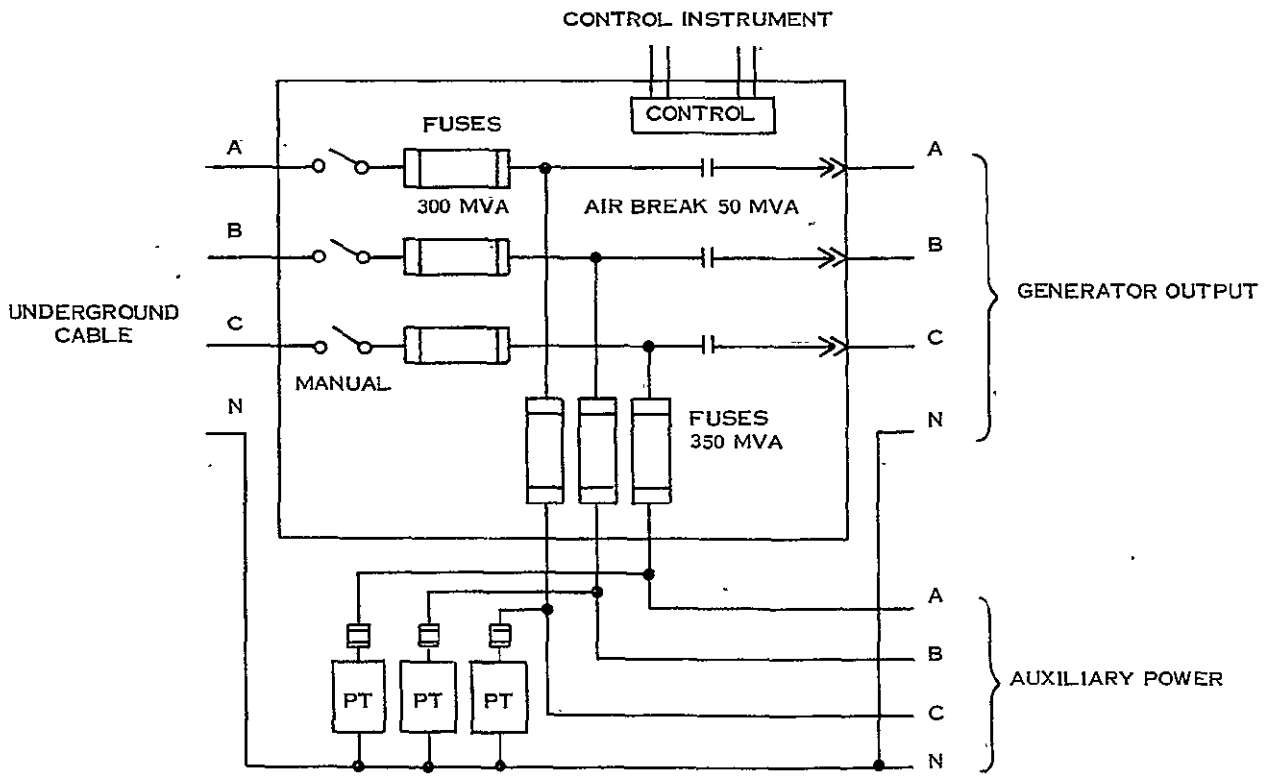 CONTROL INSTRUMENT
CONTROL
FUSES
A
A
300 MVA
AIR BREAK 50 MVA
B
B
UNDERGROUND
CABLE
GENERATOR OUTPUT
C
C
MANUAL
N
N
FUSES
350 MVA
A
B
AUXILIARY POWER
PT
PT
PT
C
N